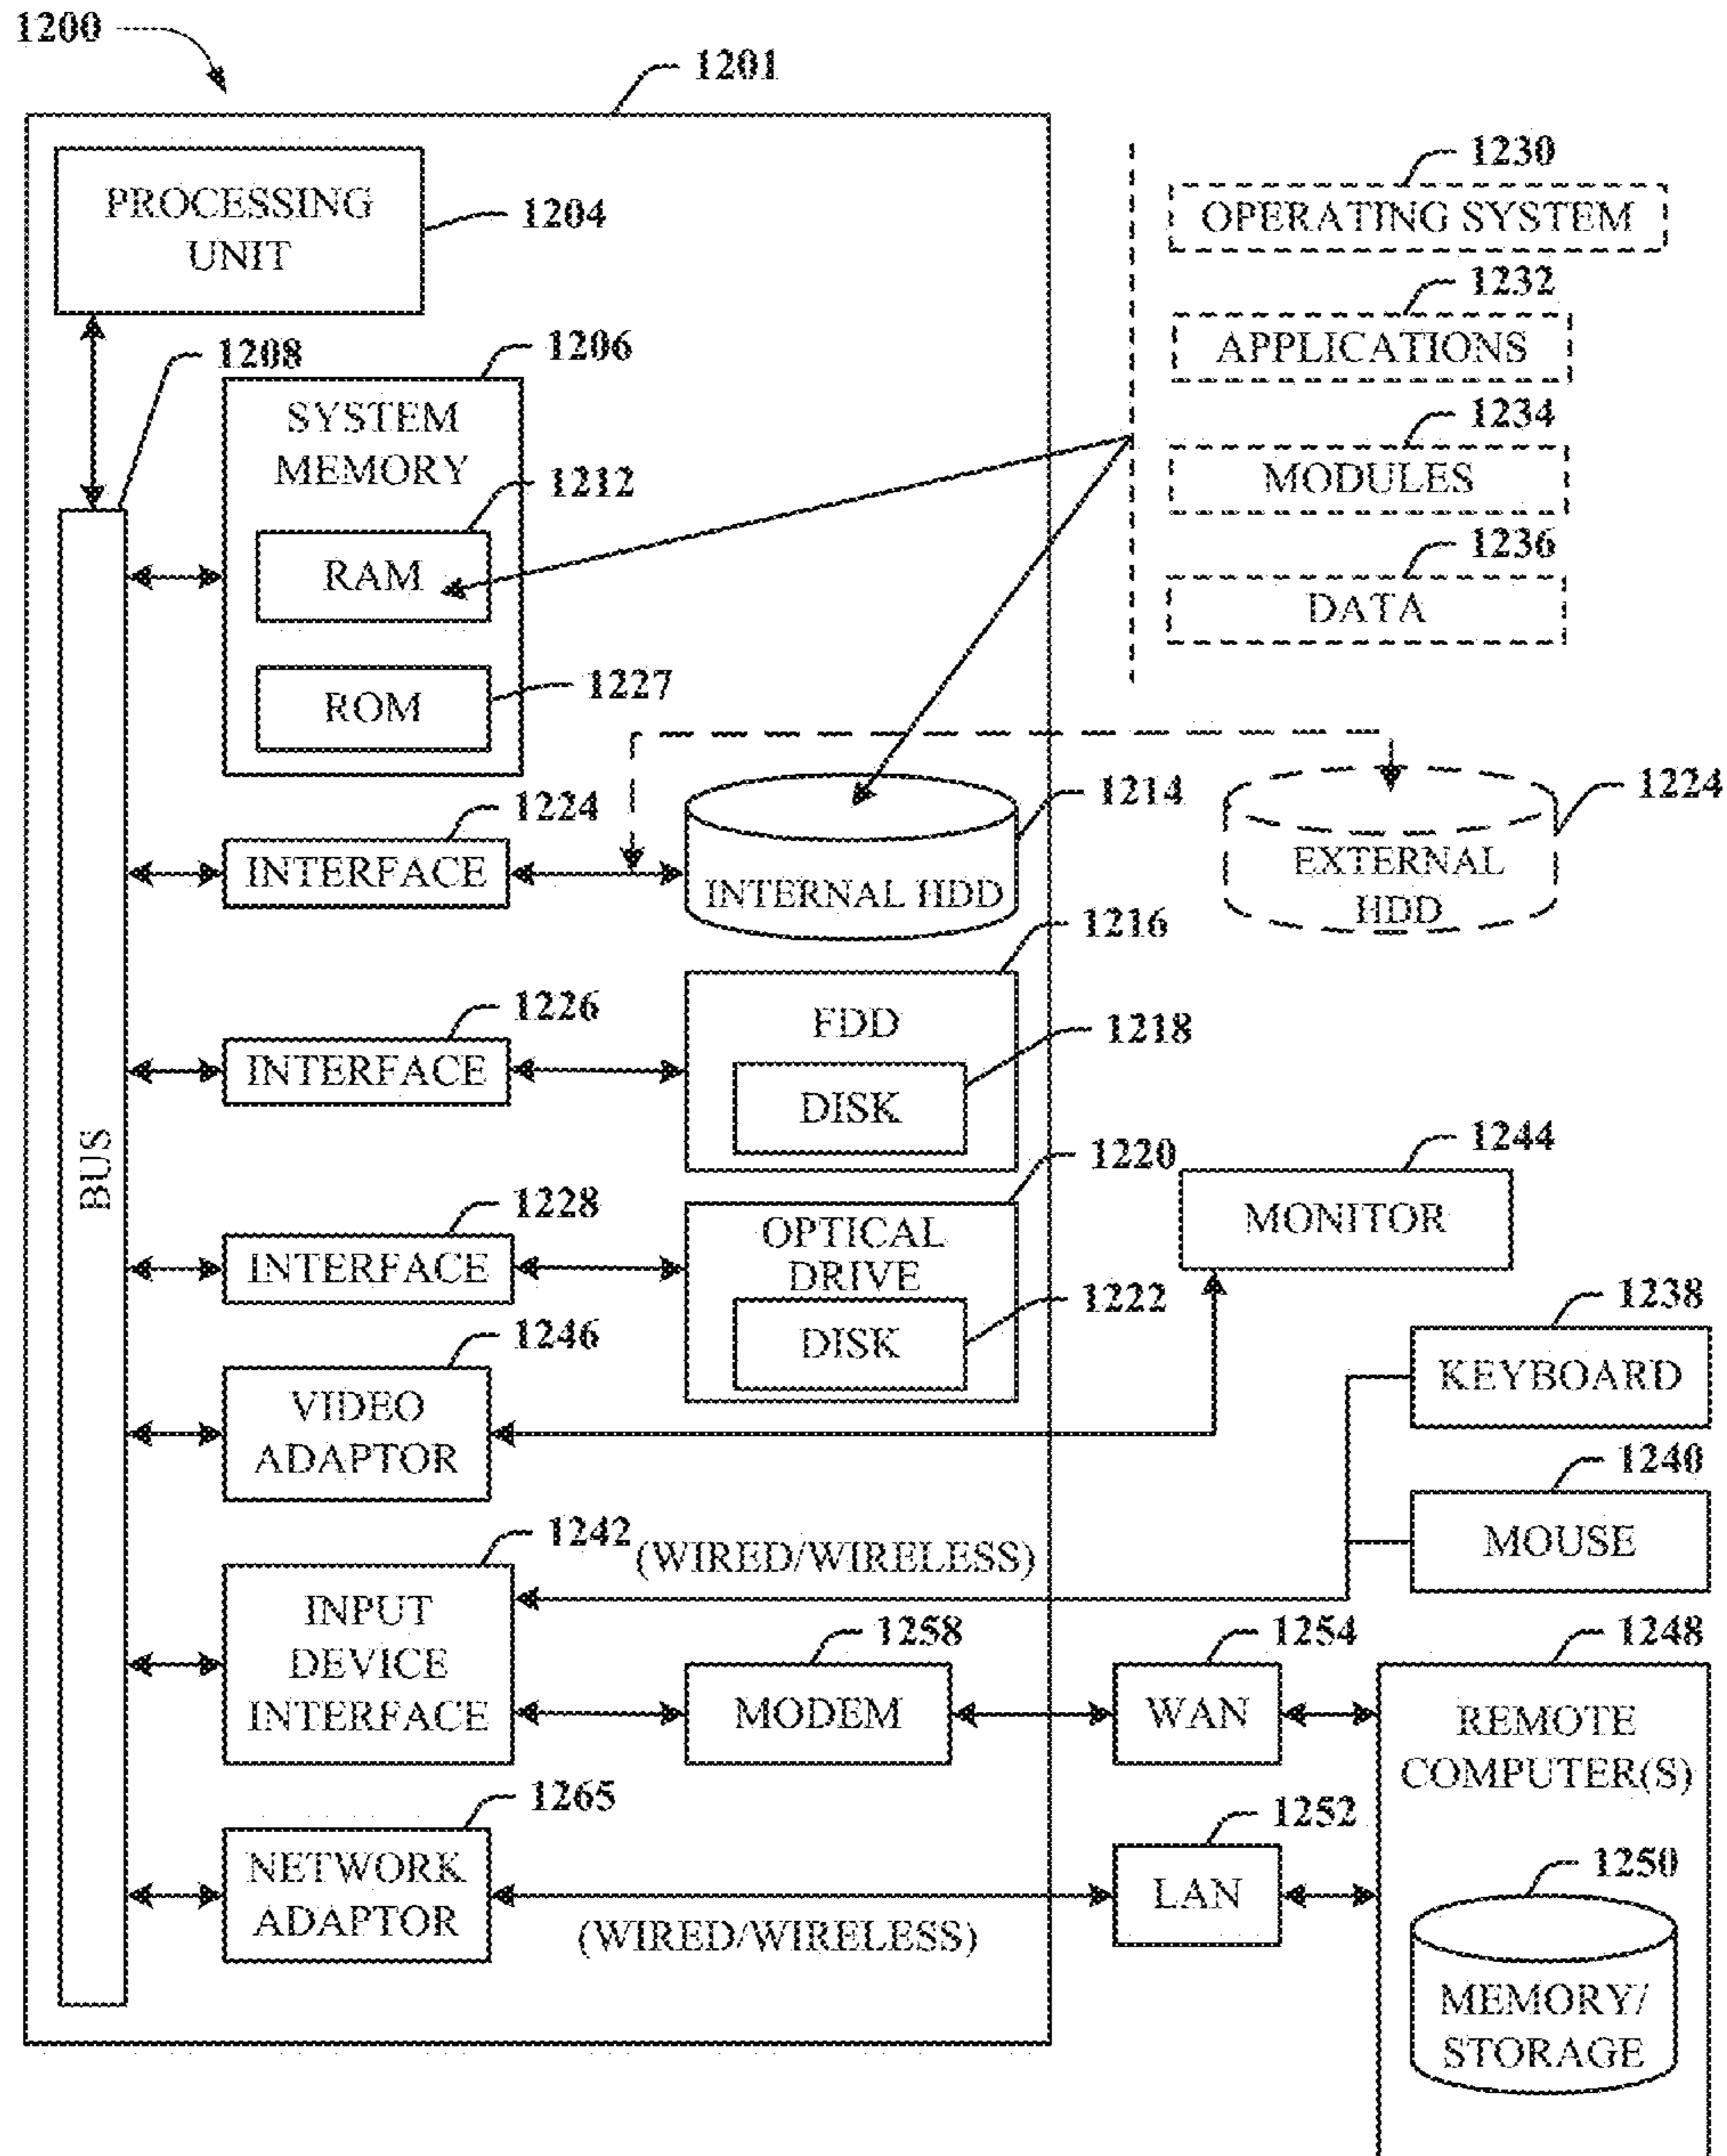 1200
1201
PROCESSING
UNIT
1204
1230
OPERATING SYSTEM
1232
APPLICATIONS
1234
MODULES
1236
DATA
1208
1206
SYSTEM
MEMORY
1212
RAM
1227
ROM
1224
INTERFACE
1214
INTERNAL HDD
1224
EXTERNAL
HDD
1216
FDD
1226
INTERFACE
1218
DISK
BUS
1220
OPTICAL
DRIVE
1228
INTERFACE
1222
DISK
1244
MONITOR
1246
VIDEO
ADAPTOR
1238
KEYBOARD
1240
MOUSE
1242
(WIRED/WIRELESS)
INPUT
DEVICE
INTERFACE
1258
MODEM
1254
WAN
1248
REMOTE
COMPUTER(S)
1265
NETWORK
ADAPTOR
(WIRED/WIRELESS)
1252
LAN
1250
MEMORY/
STORAGE